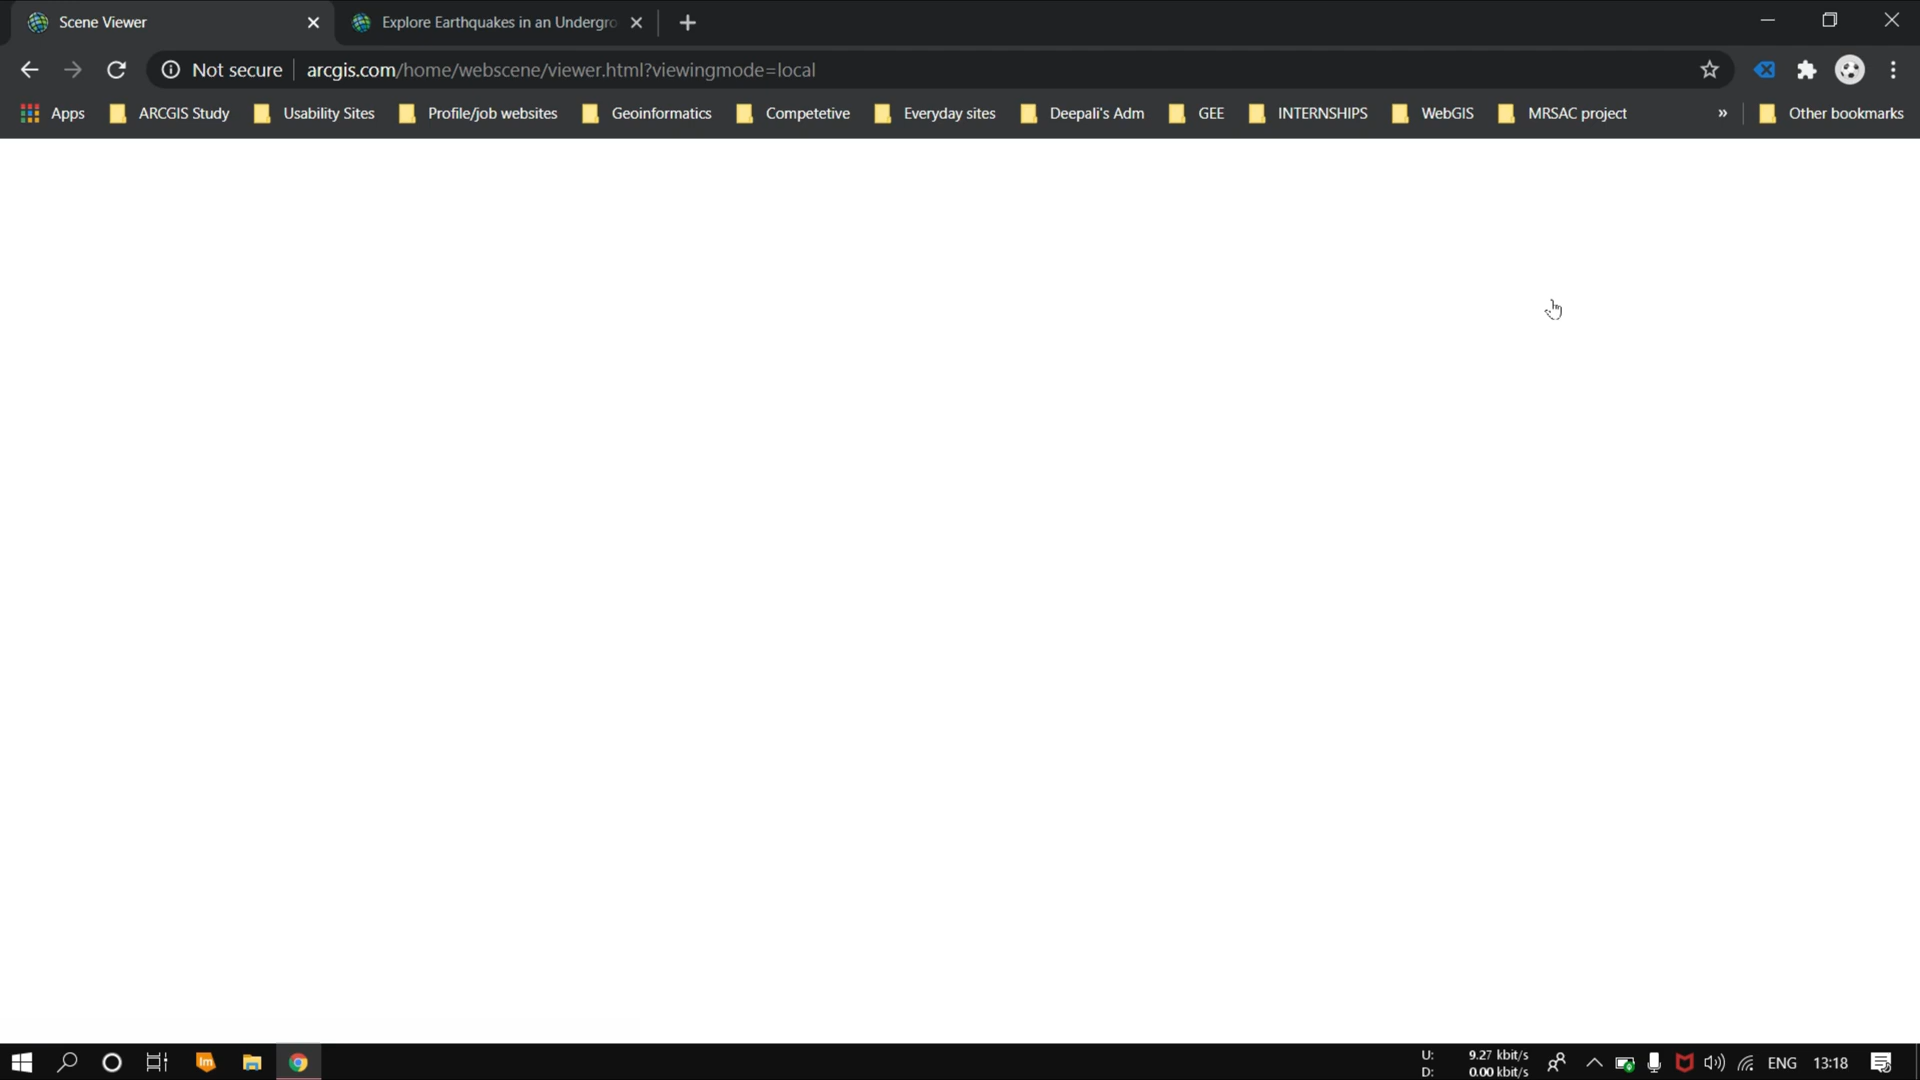 Scene Viewer
Explore Earthquakes in an Undergro
Not secure
arcgis.com/home/webscene/viewer.html?viewingmode=local
Apps
ARCGIS Study
Usability Sites
Profile/job websites
Geoinformatics
Competetive
Everyday sites
Deepali's Adm
GEE
INTERNSHIPS
WebGIS
MRSAC project
»
Other bookmarks
Im
U: 9.27 kbit/s
D: 0.00 kbit/s
ENG
13:18